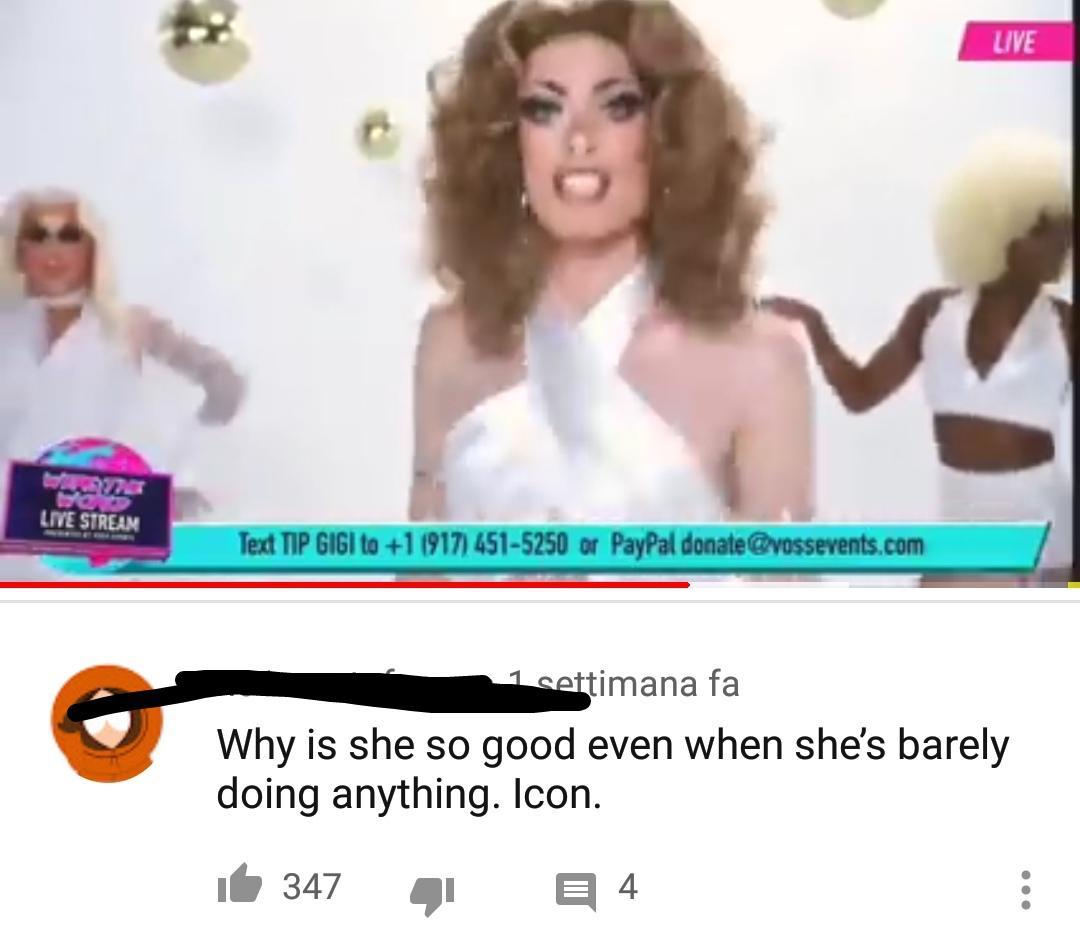 LIVE
LIVE STREAM
Text TIP GIGI to +1 (917) 451-5250 or PayPal donate@vossevents.com
1 settimana fa
Why is she so good even when she's barely
doing anything. Icon.
347
4